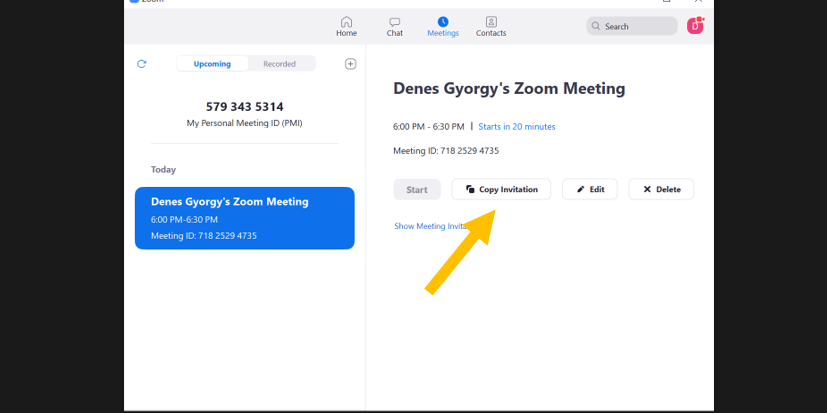 Zoom
Home
Chat
Meetings
Contacts
Search
D
Upcoming
Recorded
579 343 5314
My Personal Meeting ID (PMI)
Today
Denes Gyorgy's Zoom Meeting
6:00 PM-6:30 PM
Meeting ID: 718 2529 4735
Denes Gyorgy's Zoom Meeting
6:00 PM - 6:30 PM | Starts in 20 minutes
Meeting ID: 718 2529 4735
Start
Copy Invitation
Edit
Delete
Show Meeting